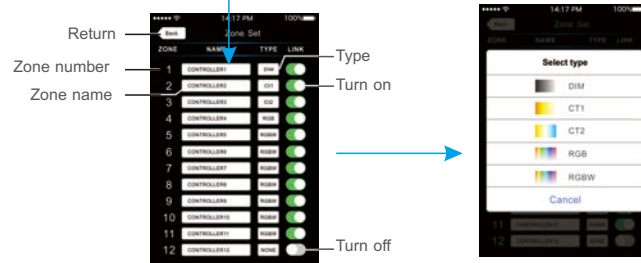 14:17 PM 100%
Back Zone Set
ZONE NAME TYPE LINK
1 CONTROLLER1 DIM
2 CONTROLLER2 CT1
3 CONTROLLER3 CT2
4 CONTROLLER4 RGB
5 CONTROLLER5 RGBW
6 CONTROLLER6 RGBW
7 CONTROLLER7 RGBW
8 CONTROLLER8 RGBW
9 CONTROLLER9 RGBW
10 CONTROLLER10 RGBW
11 CONTROLLER11 RGBW
12 CONTROLLER12 NONE
Return
Zone number
Zone name
Type
Turn on
Turn off
14:17 PM 100%
Back Zone Set
ZONE NAME TYPE LINK
Select type
DIM
CT1
CT2
RGB
RGBW
Cancel
11
12